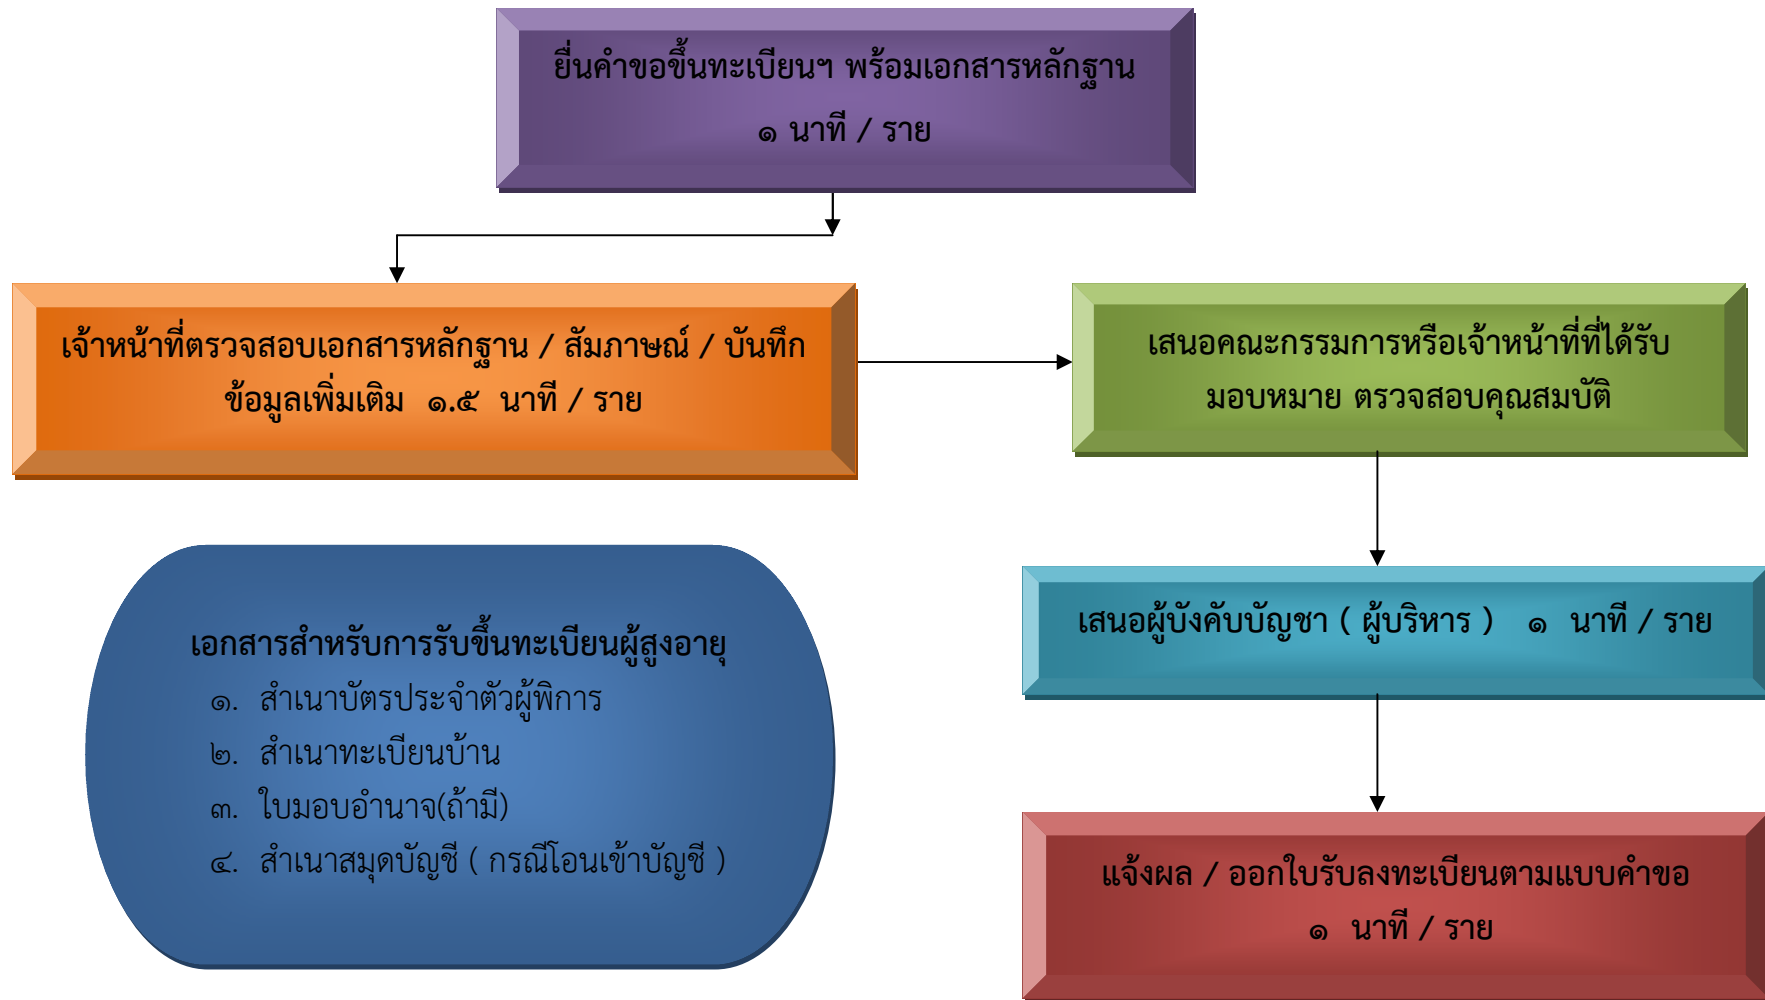 ยื่นคำขอขึ้นทะเบียนฯ พร้อมเอกสารหลักฐาน
๑ นาที / ราย
เจ้าหน้าที่ตรวจสอบเอกสารหลักฐาน / สัมภาษณ์ / บันทึก
ข้อมูลเพิ่มเติม ๑.๕ นาที / ราย
เสนอคณะกรรมการหรือเจ้าหน้าที่ที่ได้รับ
มอบหมาย ตรวจสอบคุณสมบัติ
เสนอผู้บังคับบัญชา ( ผู้บริหาร ) ๑ นาที / ราย
แจ้งผล / ออกใบรับลงทะเบียนตามแบบคำขอ
๑ นาที / ราย
เอกสารสำหรับการรับขึ้นทะเบียนผู้สูงอายุ
๑. สำเนาบัตรประจำตัวผู้พิการ
๒. สำเนาทะเบียนบ้าน
๓. ใบมอบอำนาจ(ถ้ามี)
๔. สำเนาสมุดบัญชี ( กรณีโอนเข้าบัญชี )